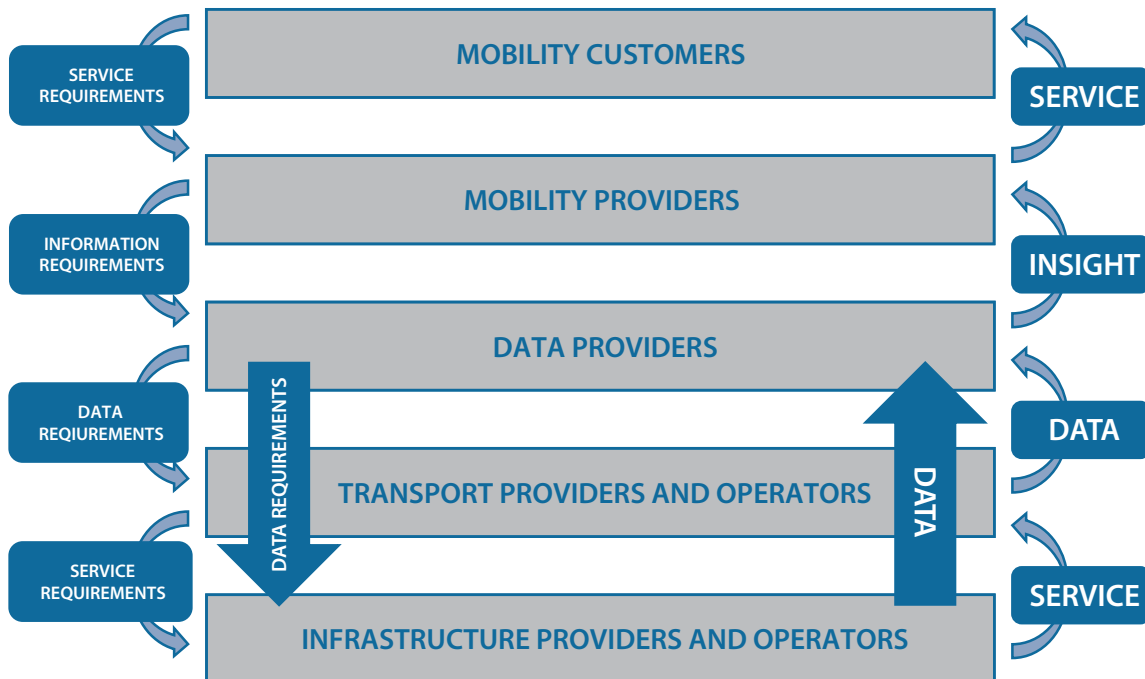 MOBILITY CUSTOMERS
SERVICE
REQUIREMENTS
SERVICE
MOBILITY PROVIDERS
INFORMATION
REQUIREMENTS
INSIGHT
DATA PROVIDERS
DATA
REQIUREMENTS
DATA REQUIREMENTS
DATA
DATA
TRANSPORT PROVIDERS AND OPERATORS
SERVICE
REQUIREMENTS
SERVICE
INFRASTRUCTURE PROVIDERS AND OPERATORS